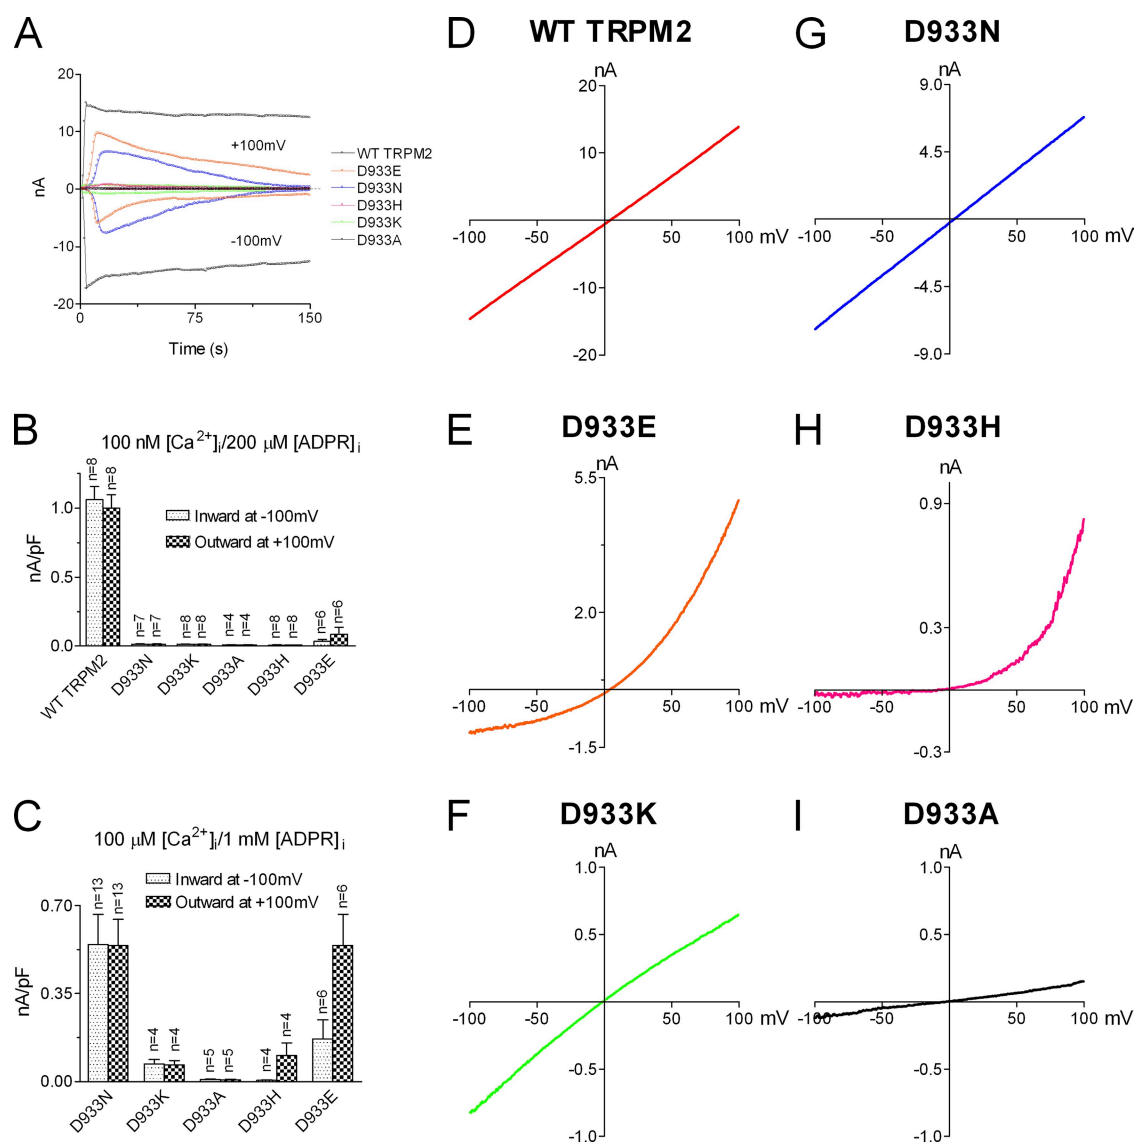 A
20
10
0
-10
-20
nA
+100mV
-100mV
0
75
150
Time (s)
WT TRPM2
D933E
D933N
D933H
D933K
D933A
B
100 nM [Ca2+]i/200 μM [ADPR]i
nA/pF
1.0
0.5
0.0
Inward at -100mV
Outward at +100mV
n=8
n=8
n=7
n=7
n=8
n=8
n=4
n=4
n=8
n=8
n=6
n=6
WT TRPM2
D933N
D933K
D933A
D933H
D933E
C
100 μM [Ca2+]i/1 mM [ADPR]i
nA/pF
0.70
0.35
0.00
Inward at -100mV
Outward at +100mV
n=13
n=13
n=4
n=4
n=5
n=5
n=4
n=4
n=6
n=6
D933N
D933K
D933A
D933H
D933E
D
WT TRPM2
nA
20
10
-10
-20
-100
-50
50
100 mV
E
D933E
nA
5.5
2.0
-1.5
-100
-50
50
100 mV
F
D933K
nA
1.0
0.5
-0.5
-1.0
-100
-50
50
100 mV
G
D933N
nA
9.0
4.5
-4.5
-9.0
-100
-50
50
100 mV
H
D933H
nA
0.9
0.3
-0.3
-100
-50
50
100 mV
I
D933A
nA
1.0
0.5
-0.5
-1.0
-100
-50
50
100 mV